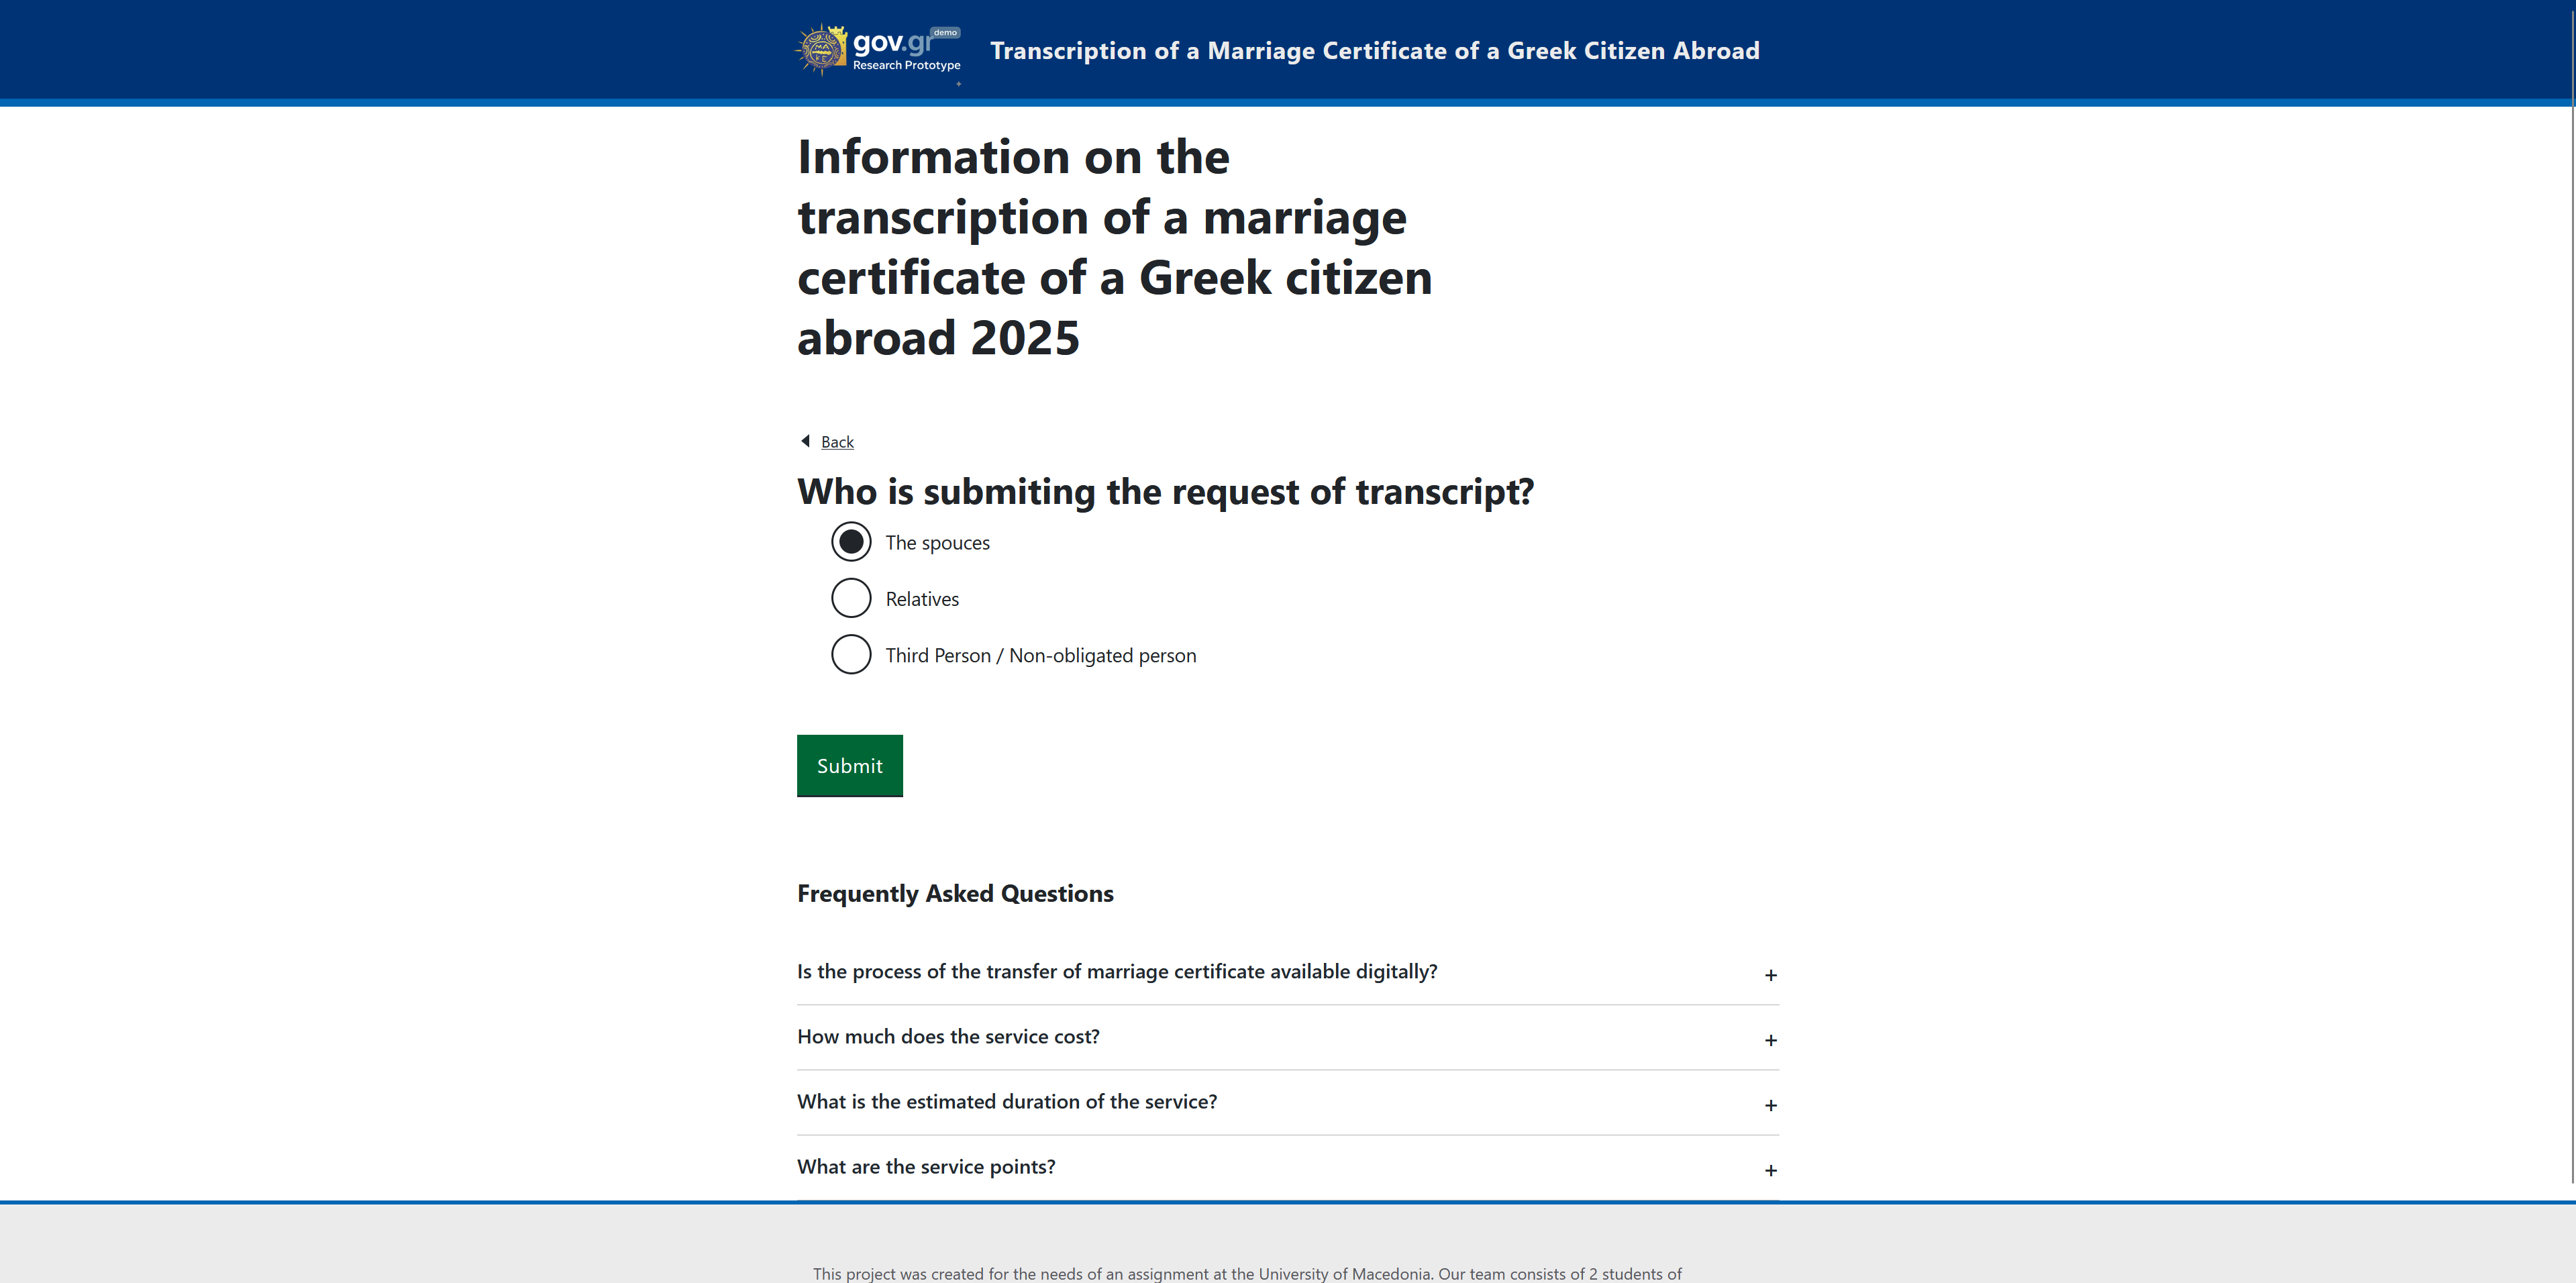 gov.gr demo
Research Prototype
Transcription of a Marriage Certificate of a Greek Citizen Abroad
Information on the
transcription of a marriage
certificate of a Greek citizen
abroad 2025
Back
Who is submiting the request of transcript?
The spouces
Relatives
Third Person / Non-obligated person
Submit
Frequently Asked Questions
Is the process of the transfer of marriage certificate available digitally?
+
How much does the service cost?
+
What is the estimated duration of the service?
+
What are the service points?
+
This project was created for the needs of an assignment at the University of Macedonia. Our team consists of 2 students of